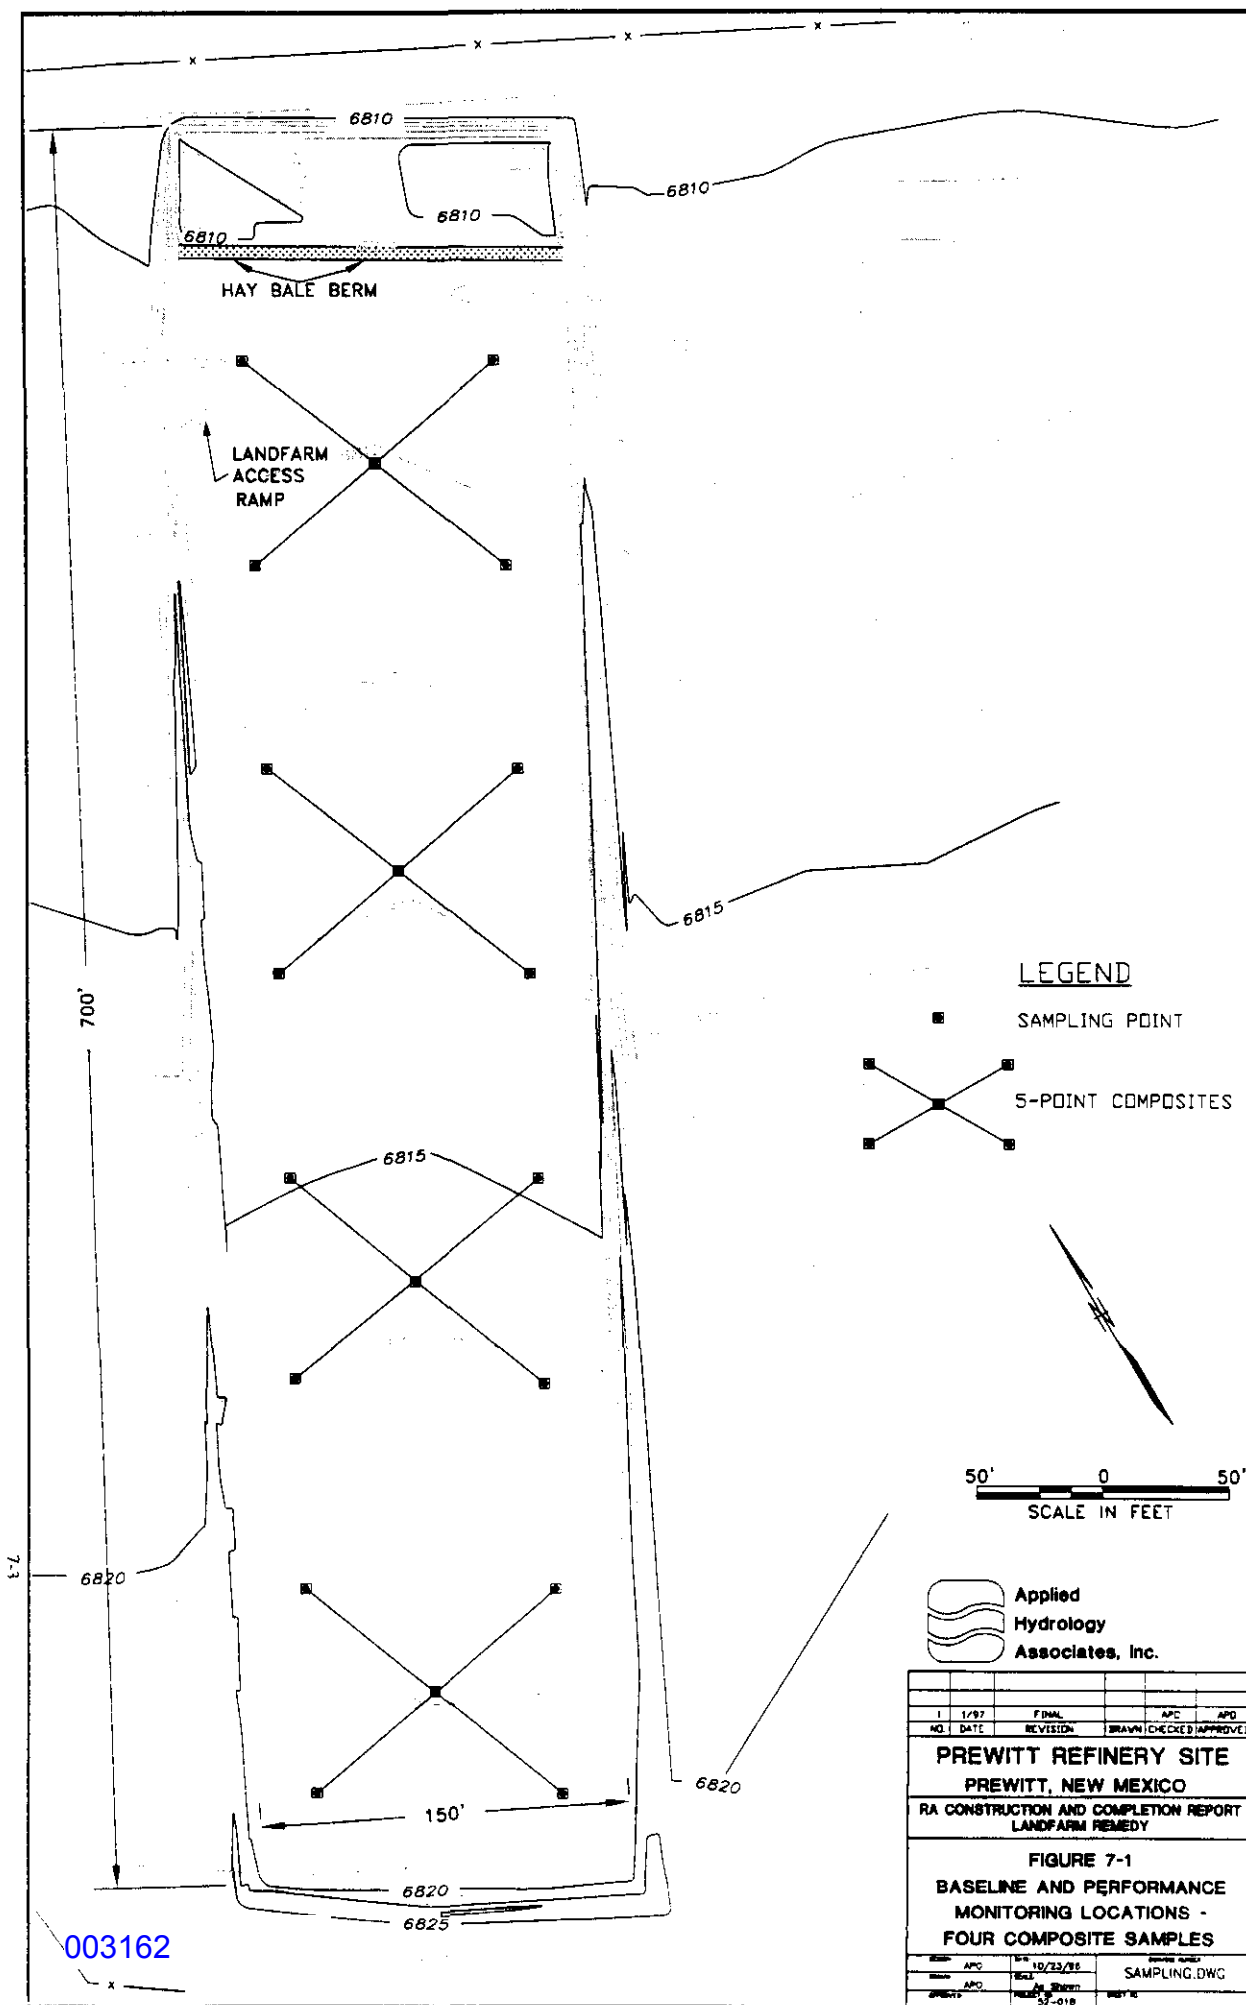 x x x x
6810
6810
6810
6810
HAY BALE BERM
LANDFARM
ACCESS
RAMP
6815
700'
LEGEND
SAMPLING POINT
5-POINT COMPOSITES
6815
50' 0 50'
SCALE IN FEET
7-3
6820
Applied
Hydrology
Associates, Inc.
1 1/97 FINAL APC APO
NO. DATE REVISION DRAWN CHECKED APPROVED
PREWITT REFINERY SITE
PREWITT, NEW MEXICO
RA CONSTRUCTION AND COMPLETION REPORT
LANDFARM REMEDY
6820
150'
FIGURE 7-1
BASELINE AND PERFORMANCE
MONITORING LOCATIONS -
FOUR COMPOSITE SAMPLES
6820
6825
003162
x
APC 10/23/96 SAMPLING.DWG
APO As Shown
52-018